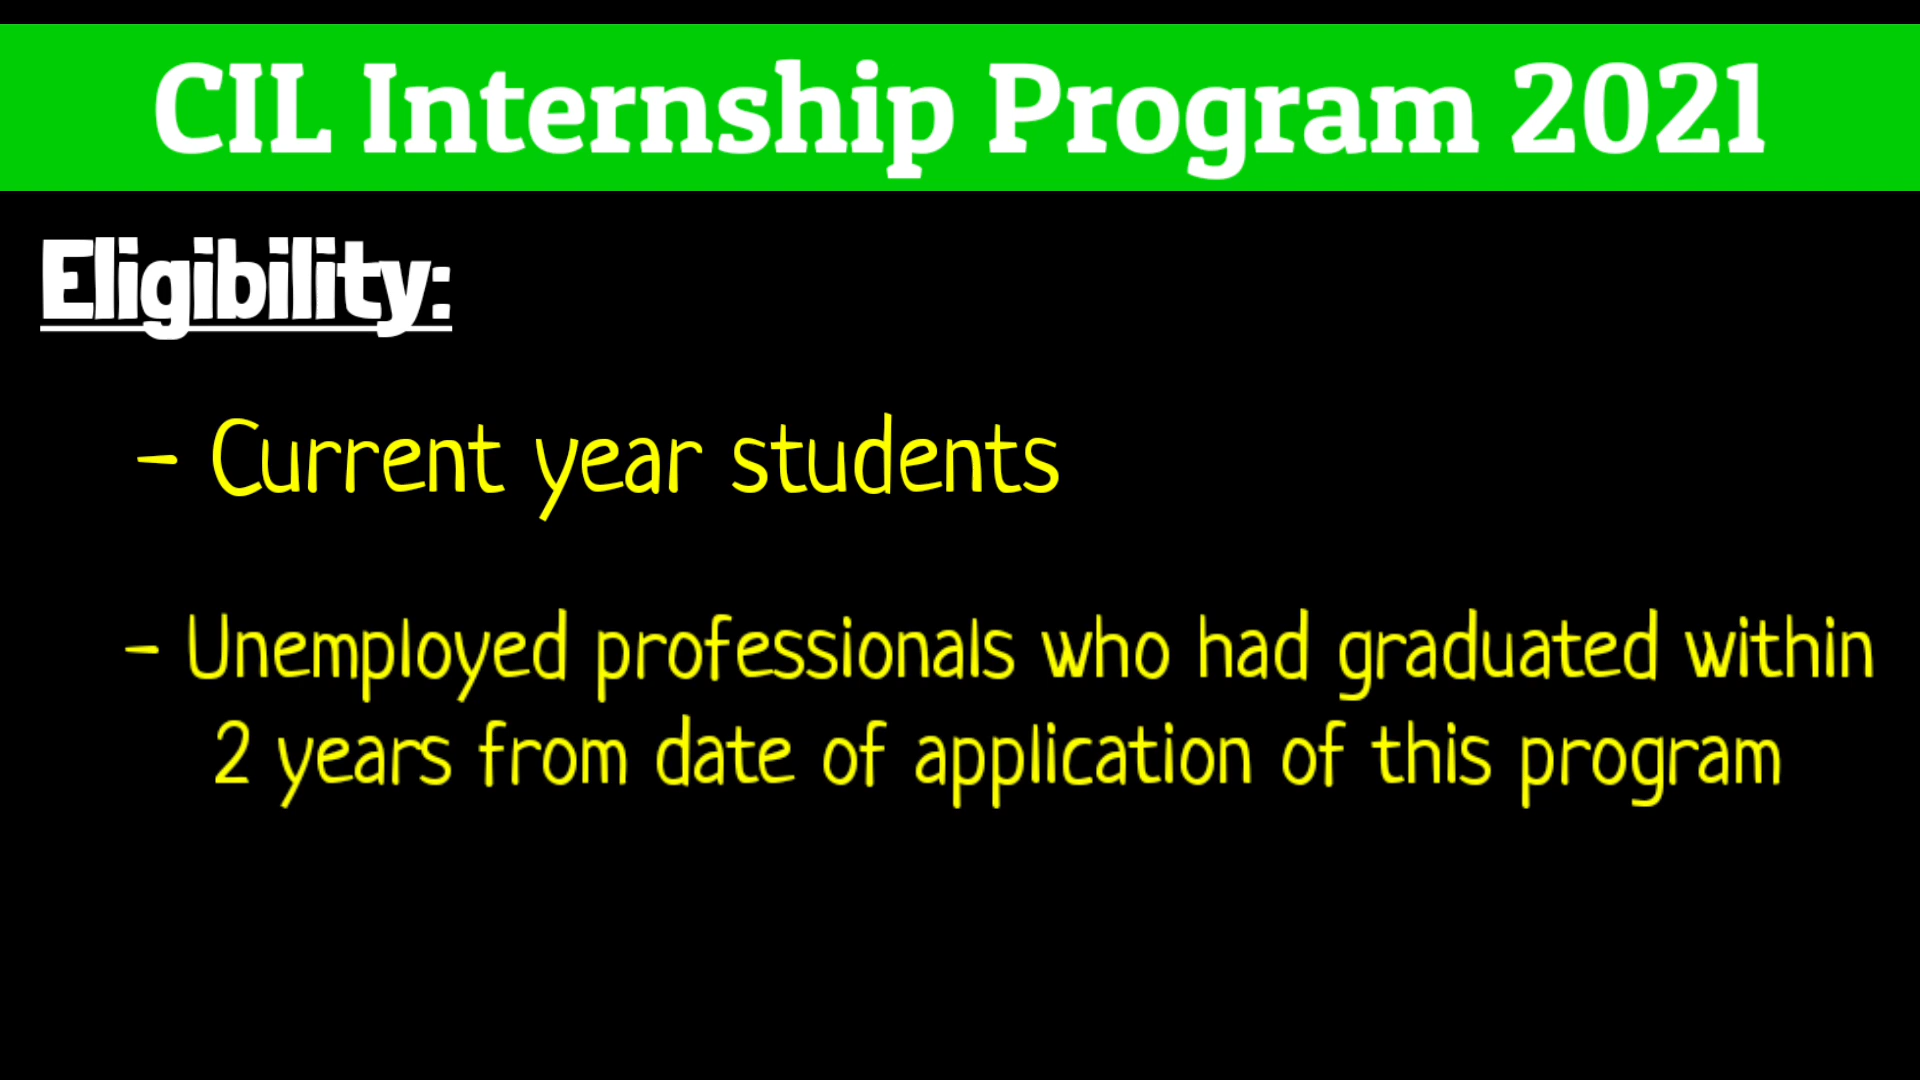 CIL Internship Program 2021
Eligibility:
- Current year students
- Unemployed professionals who had graduated within
2 years from date of application of this program